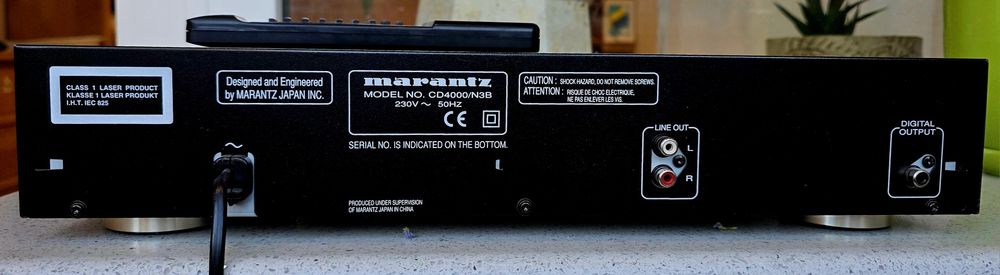 CLASS 1 LASER PRODUCT
KLASSE 1 LASER PRODUKT
I.H.T. IEC 825
Designed and Engineered
by MARANTZ JAPAN INC.
marantz
MODEL NO. CD4000/N3B
230V ~ 50HZ
CE
SERIAL NO. IS INDICATED ON THE BOTTOM.
CAUTION : SHOCK HAZARD, DO NOT REMOVE SCREWS.
ATTENTION : RISQUE DE CHOC ELECTRIQUE,
NE PAS ENLEVER LES VIS.
~
LINE OUT
L
R
DIGITAL
OUTPUT
PRODUCED UNDER SUPERVISION
OF MARANTZ JAPAN IN CHINA